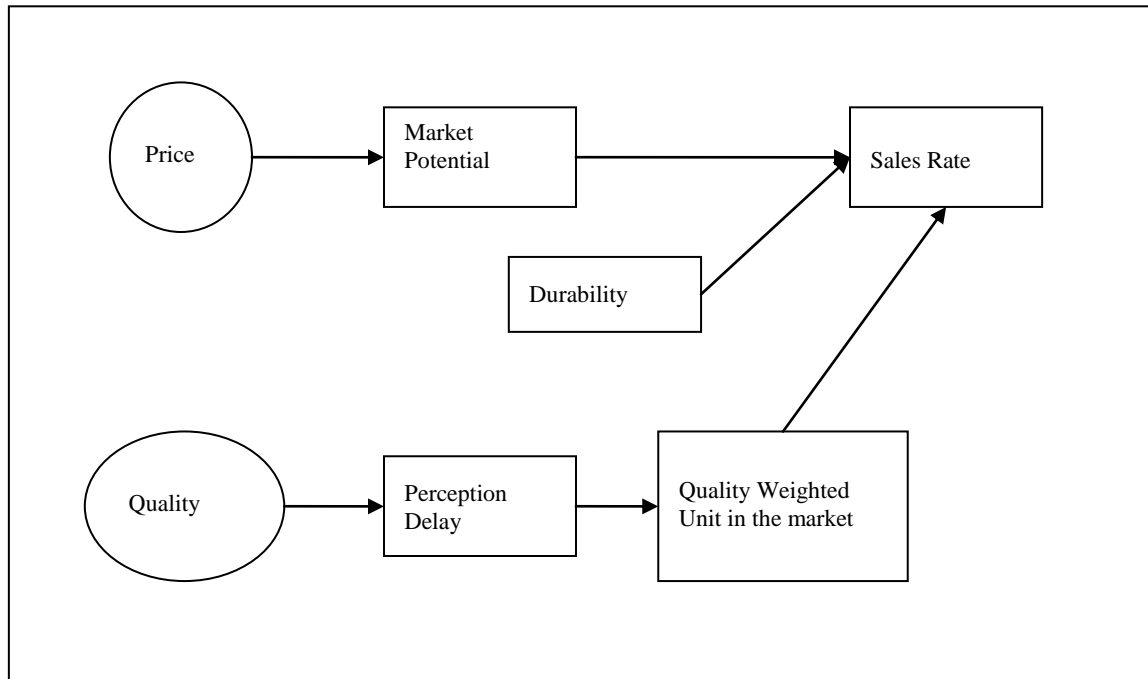 Price
Market
Potential
Sales Rate
Durability
Quality
Perception
Delay
Quality Weighted
Unit in the market